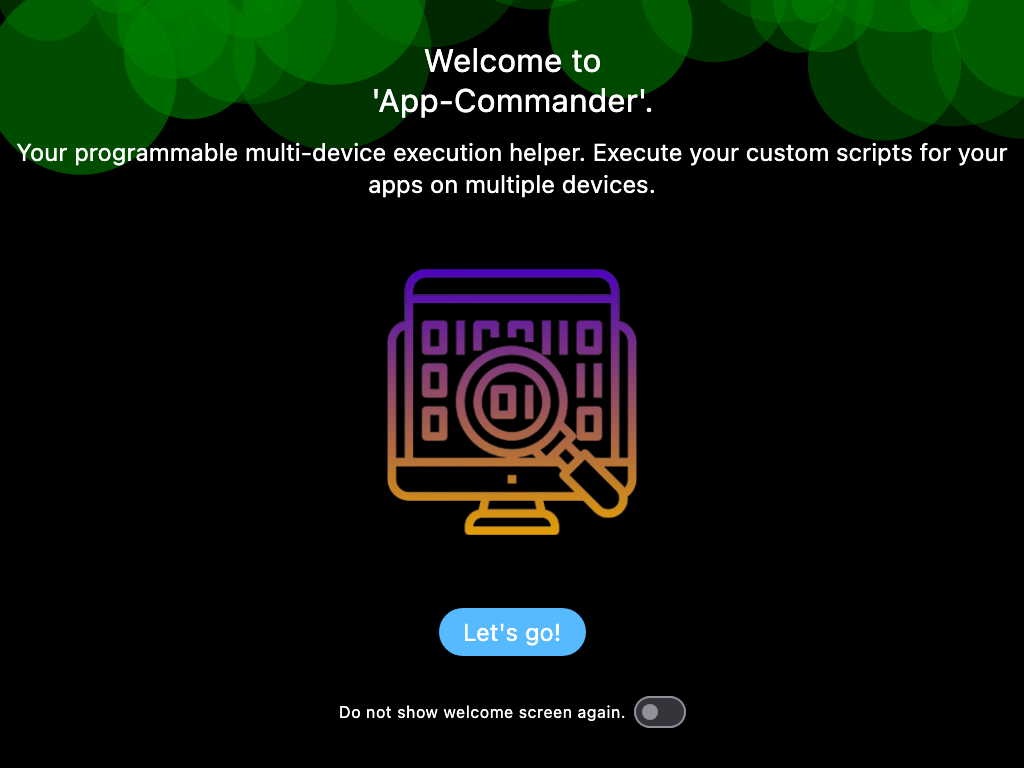 Welcome to
'App-Commander'.
Your programmable multi-device execution helper. Execute your custom scripts for your
apps on multiple devices.
01
Let's go!
Do not show welcome screen again.